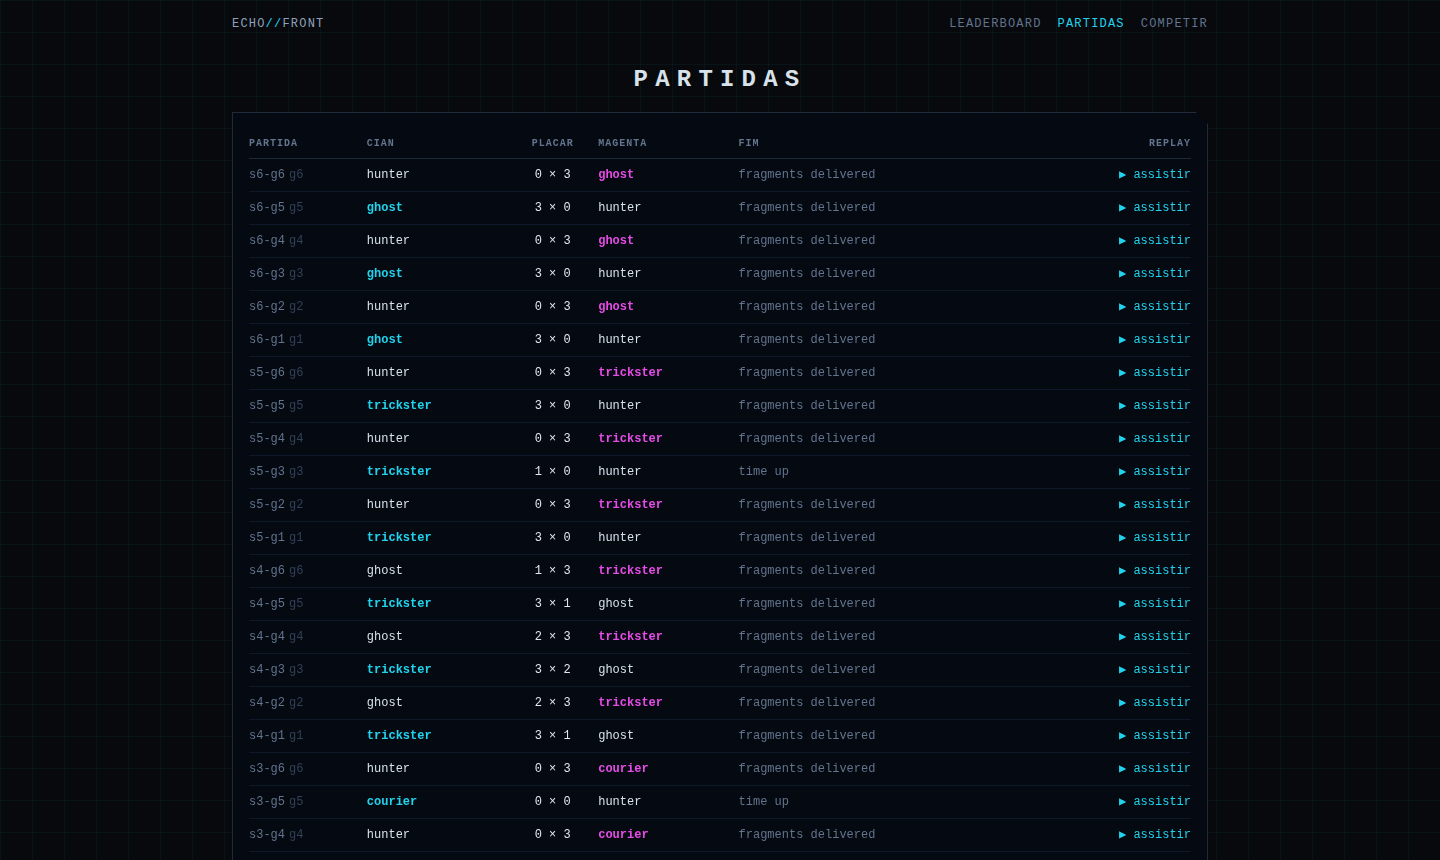 ECHO//FRONT LEADERBOARD PARTIDAS COMPETIR
PARTIDAS
PARTIDA CIAN PLACAR MAGENTA FIM REPLAY
s6-g6 g6 hunter 0 × 3 ghost fragments delivered ▶ assistir
s6-g5 g5 ghost 3 × 0 hunter fragments delivered ▶ assistir
s6-g4 g4 hunter 0 × 3 ghost fragments delivered ▶ assistir
s6-g3 g3 ghost 3 × 0 hunter fragments delivered ▶ assistir
s6-g2 g2 hunter 0 × 3 ghost fragments delivered ▶ assistir
s6-g1 g1 ghost 3 × 0 hunter fragments delivered ▶ assistir
s5-g6 g6 hunter 0 × 3 trickster fragments delivered ▶ assistir
s5-g5 g5 trickster 3 × 0 hunter fragments delivered ▶ assistir
s5-g4 g4 hunter 0 × 3 trickster fragments delivered ▶ assistir
s5-g3 g3 trickster 1 × 0 hunter time up ▶ assistir
s5-g2 g2 hunter 0 × 3 trickster fragments delivered ▶ assistir
s5-g1 g1 trickster 3 × 0 hunter fragments delivered ▶ assistir
s4-g6 g6 ghost 1 × 3 trickster fragments delivered ▶ assistir
s4-g5 g5 trickster 3 × 1 ghost fragments delivered ▶ assistir
s4-g4 g4 ghost 2 × 3 trickster fragments delivered ▶ assistir
s4-g3 g3 trickster 3 × 2 ghost fragments delivered ▶ assistir
s4-g2 g2 ghost 2 × 3 trickster fragments delivered ▶ assistir
s4-g1 g1 trickster 3 × 1 ghost fragments delivered ▶ assistir
s3-g6 g6 hunter 0 × 3 courier fragments delivered ▶ assistir
s3-g5 g5 courier 0 × 0 hunter time up ▶ assistir
s3-g4 g4 hunter 0 × 3 courier fragments delivered ▶ assistir